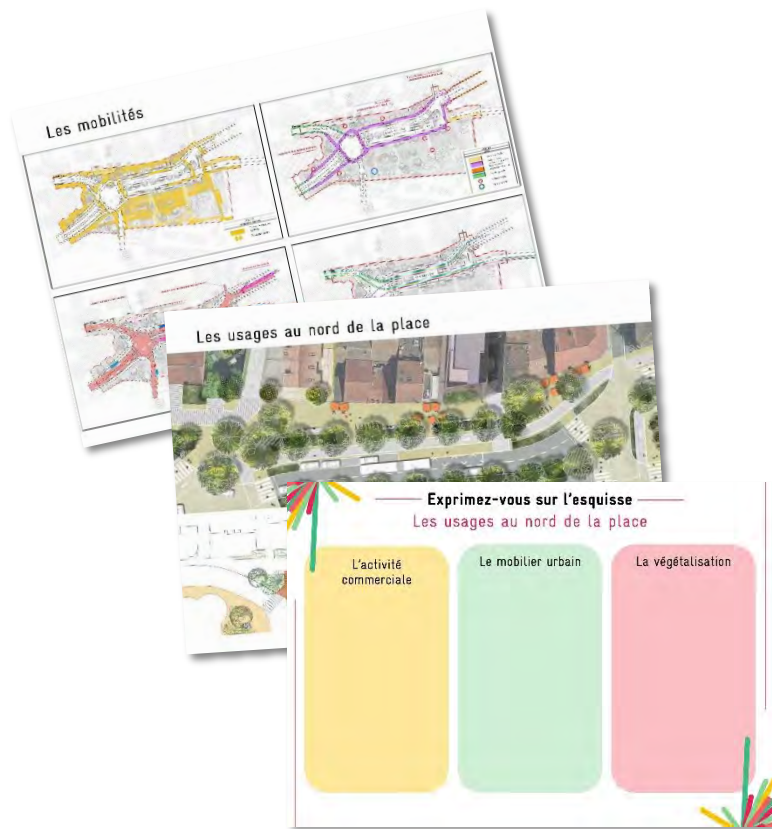 Les mobilités
Les usages au nord de la place
Exprimez-vous sur l'esquisse
Les usages au nord de la place
L'activité
commerciale
Le mobilier urbain
La végétalisation